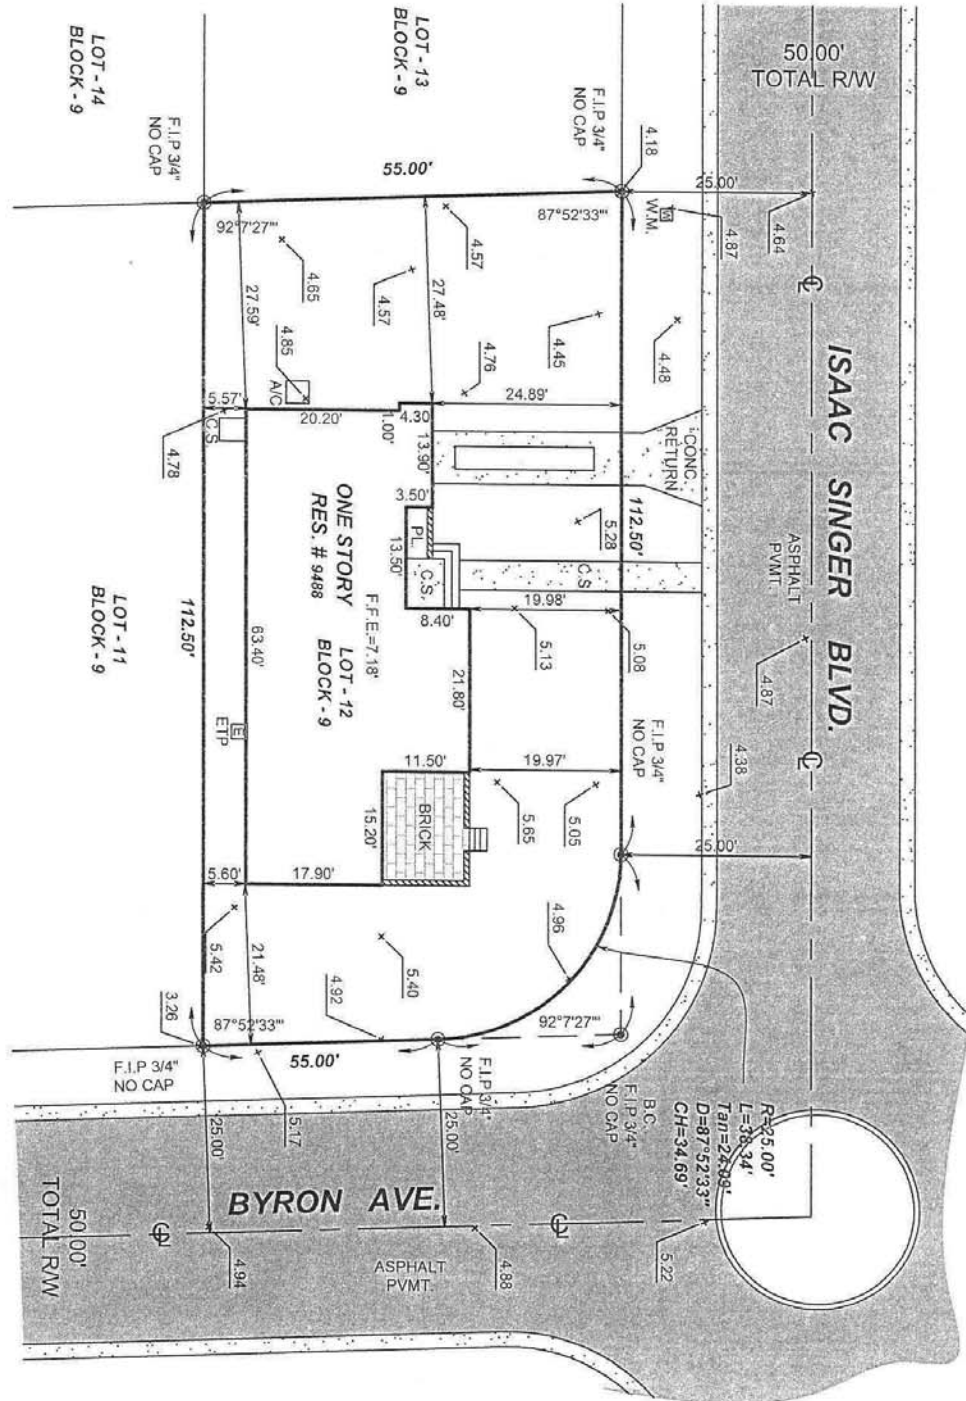 50.00'
TOTAL R/W
LOT - 14
BLOCK - 9
LOT - 13
BLOCK - 9
F.I.P 3/4"
NO CAP
F.I.P 3/4"
NO CAP
4.18
55.00'
25.00'
4.64
4.87
W.M.
W
92°7'27"'
87°52'33"'
4.57
4.65
4.57
27.59'
27.48'
4.45
4.48
4.76
4.85
A/C
24.89'
5.57'
20.20'
1.00'
4.30
C.S
4.78
13.90'
CONC.
RETURN
3.50'
PL.
13.50'
C.S.
112.50'
5.28
C.S
ISAAC SINGER BLVD.
ASPHALT
PVMT.
ONE STORY
RES. # 9488
LOT - 12
BLOCK - 9
F.F.E.=7.18'
8.40'
19.98'
5.13
5.08
4.87
LOT - 11
BLOCK - 9
112.50'
63.40'
21.80'
E
ETP
F.I.P 3/4"
NO CAP
4.38
11.50'
19.97'
BRICK
15.20'
5.65
5.05
25.00'
5.60'
17.90'
5.42
21.48'
4.96
5.40
4.92
3.26
87°52'33"'
92°7'27"'
55.00'
F.I.P 3/4"
NO CAP
F.I.P 3/4"
NO CAP
B.C.
F.I.P 3/4"
NO CAP
5.17
25.00'
25.00'
R=25.00'
L=38.34'
Tan=24.09'
D=87°52'33"
CH=34.69'
BYRON AVE.
50.00'
TOTAL R/W
4.94
ASPHALT
PVMT.
4.88
5.22